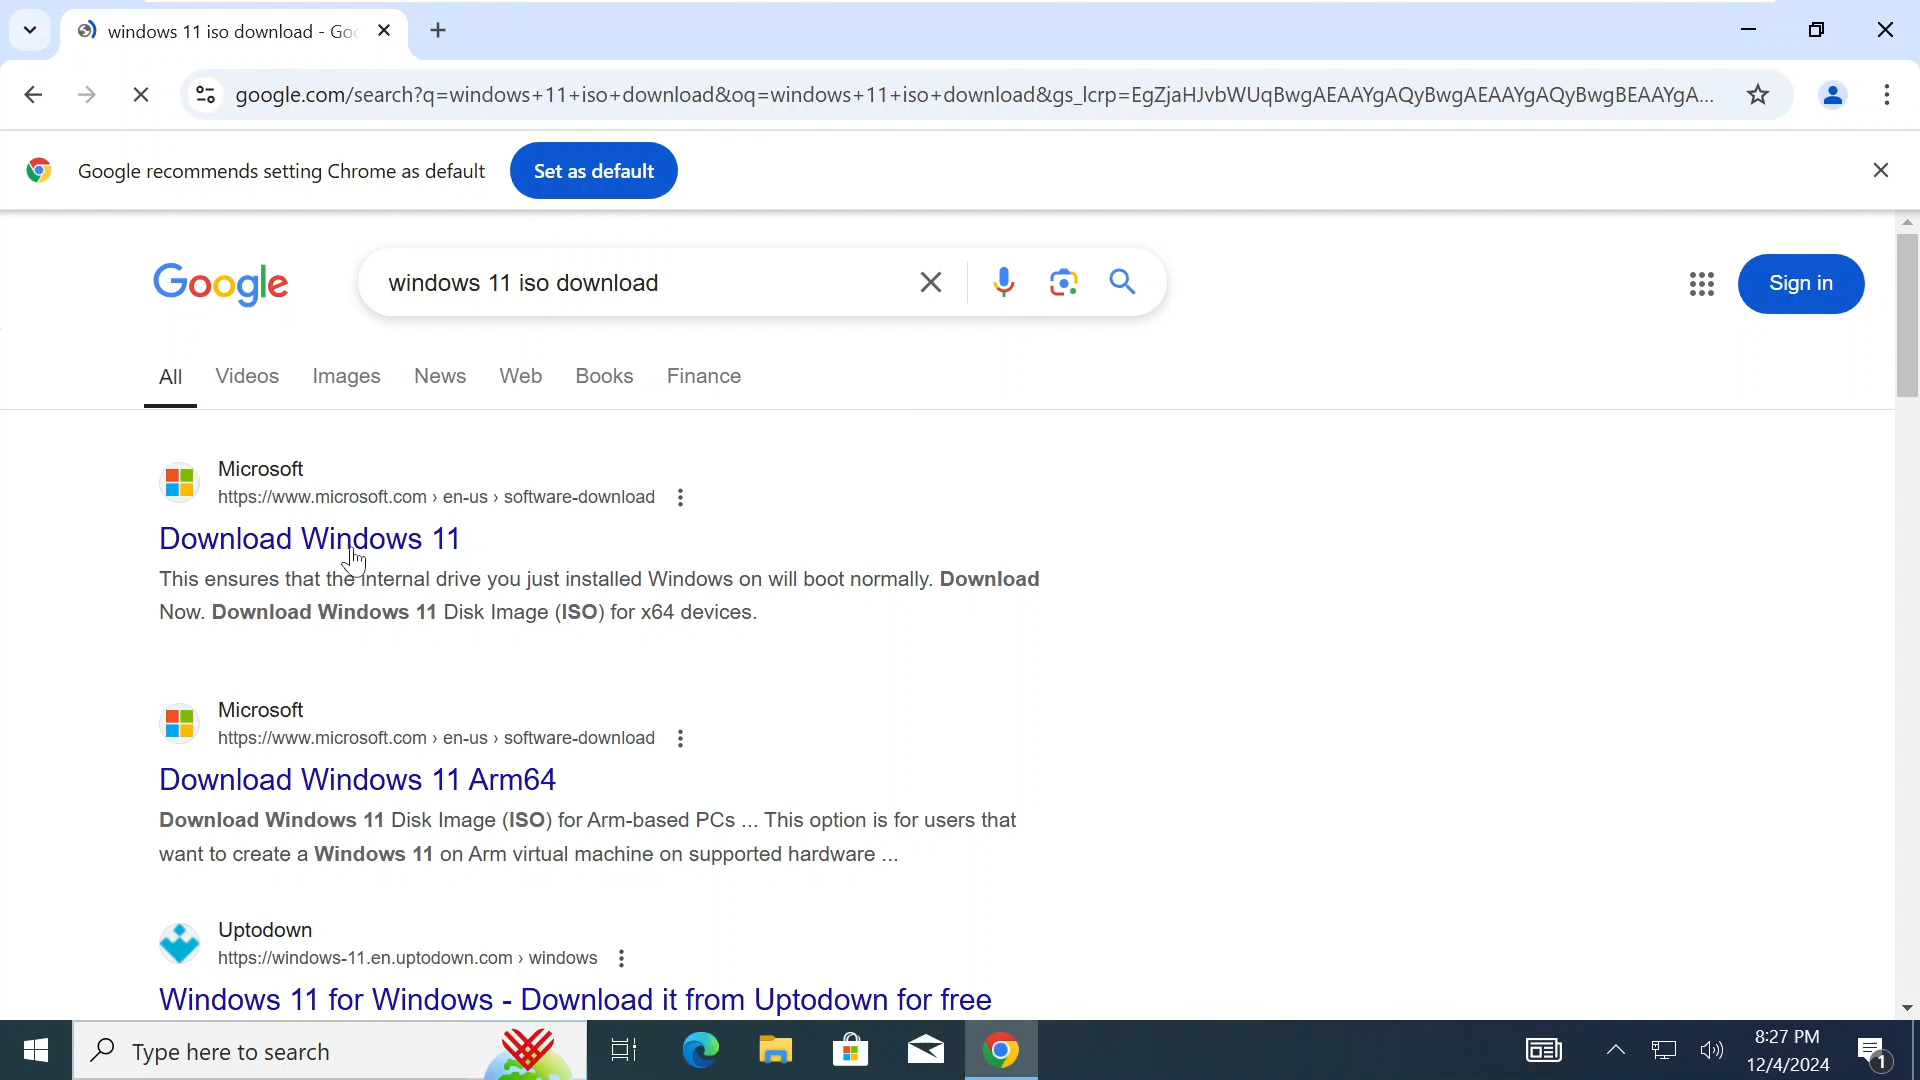 windows 11 iso download - Goo
google.com/search?q=windows+11+iso+download&oq=windows+11+iso+download&gs_lcrp=EgZjaHJvbWUqBwgAEAAYgAQyBwgAEAAYgAQyBwgBEAAYgA...
Google recommends setting Chrome as default
Set as default
Google
windows 11 iso download
Sign in
All Videos Images News Web Books Finance
Microsoft
https://www.microsoft.com › en-us › software-download
Download Windows 11
This ensures that the internal drive you just installed Windows on will boot normally. Download
Now. Download Windows 11 Disk Image (ISO) for x64 devices.
Microsoft
https://www.microsoft.com › en-us › software-download
Download Windows 11 Arm64
Download Windows 11 Disk Image (ISO) for Arm-based PCs ... This option is for users that
want to create a Windows 11 on Arm virtual machine on supported hardware ...
Uptodown
https://windows-11.en.uptodown.com › windows
Windows 11 for Windows - Download it from Uptodown for free
Type here to search
8:27 PM
12/4/2024
1